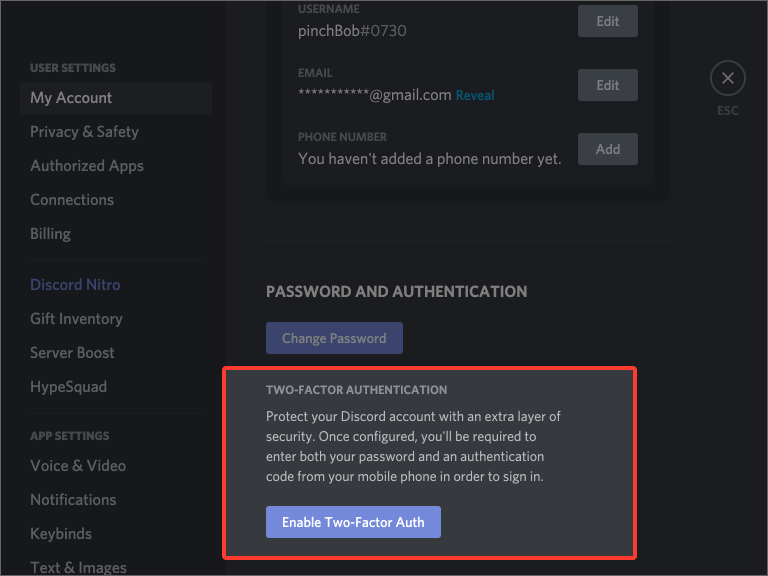 USER SETTINGS
My Account
Privacy & Safety
Authorized Apps
Connections
Billing
Discord Nitro
Gift Inventory
Server Boost
HypeSquad
APP SETTINGS
Voice & Video
Notifications
Keybinds
Text & Images
USERNAME
pinchBob#0730
Edit
EMAIL
***********@gmail.com Reveal
Edit
PHONE NUMBER
You haven't added a phone number yet.
Add
PASSWORD AND AUTHENTICATION
Change Password
TWO-FACTOR AUTHENTICATION
Protect your Discord account with an extra layer of
security. Once configured, you'll be required to
enter both your password and an authentication
code from your mobile phone in order to sign in.
Enable Two-Factor Auth
ESC